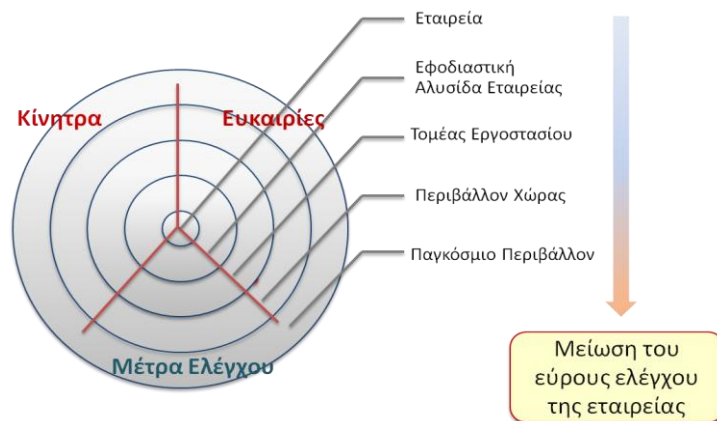 Εταιρεία
Εφοδιαστική
Αλυσίδα Εταιρείας
Κίνητρα
Ευκαιρίες
Τομέας Εργοστασίου
Περιβάλλον Χώρας
Παγκόσμιο Περιβάλλον
Μέτρα Ελέγχου
Μείωση του
εύρους ελέγχου
της εταιρείας